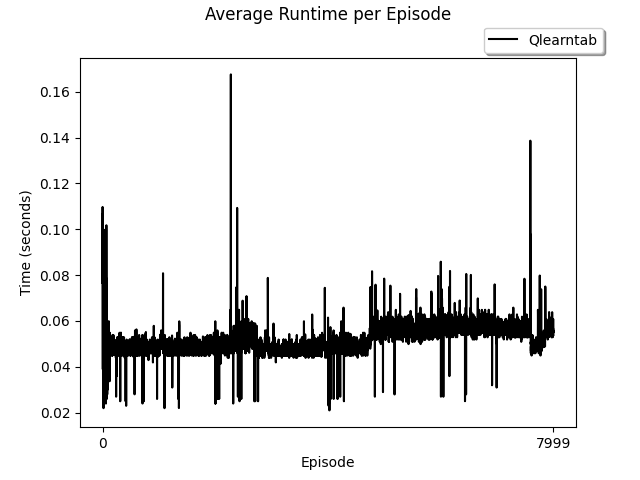 Average Runtime per Episode
Qlearntab
Time (seconds)
0.16
0.14
0.12
0.10
0.08
0.06
0.04
0.02
0
7999
Episode